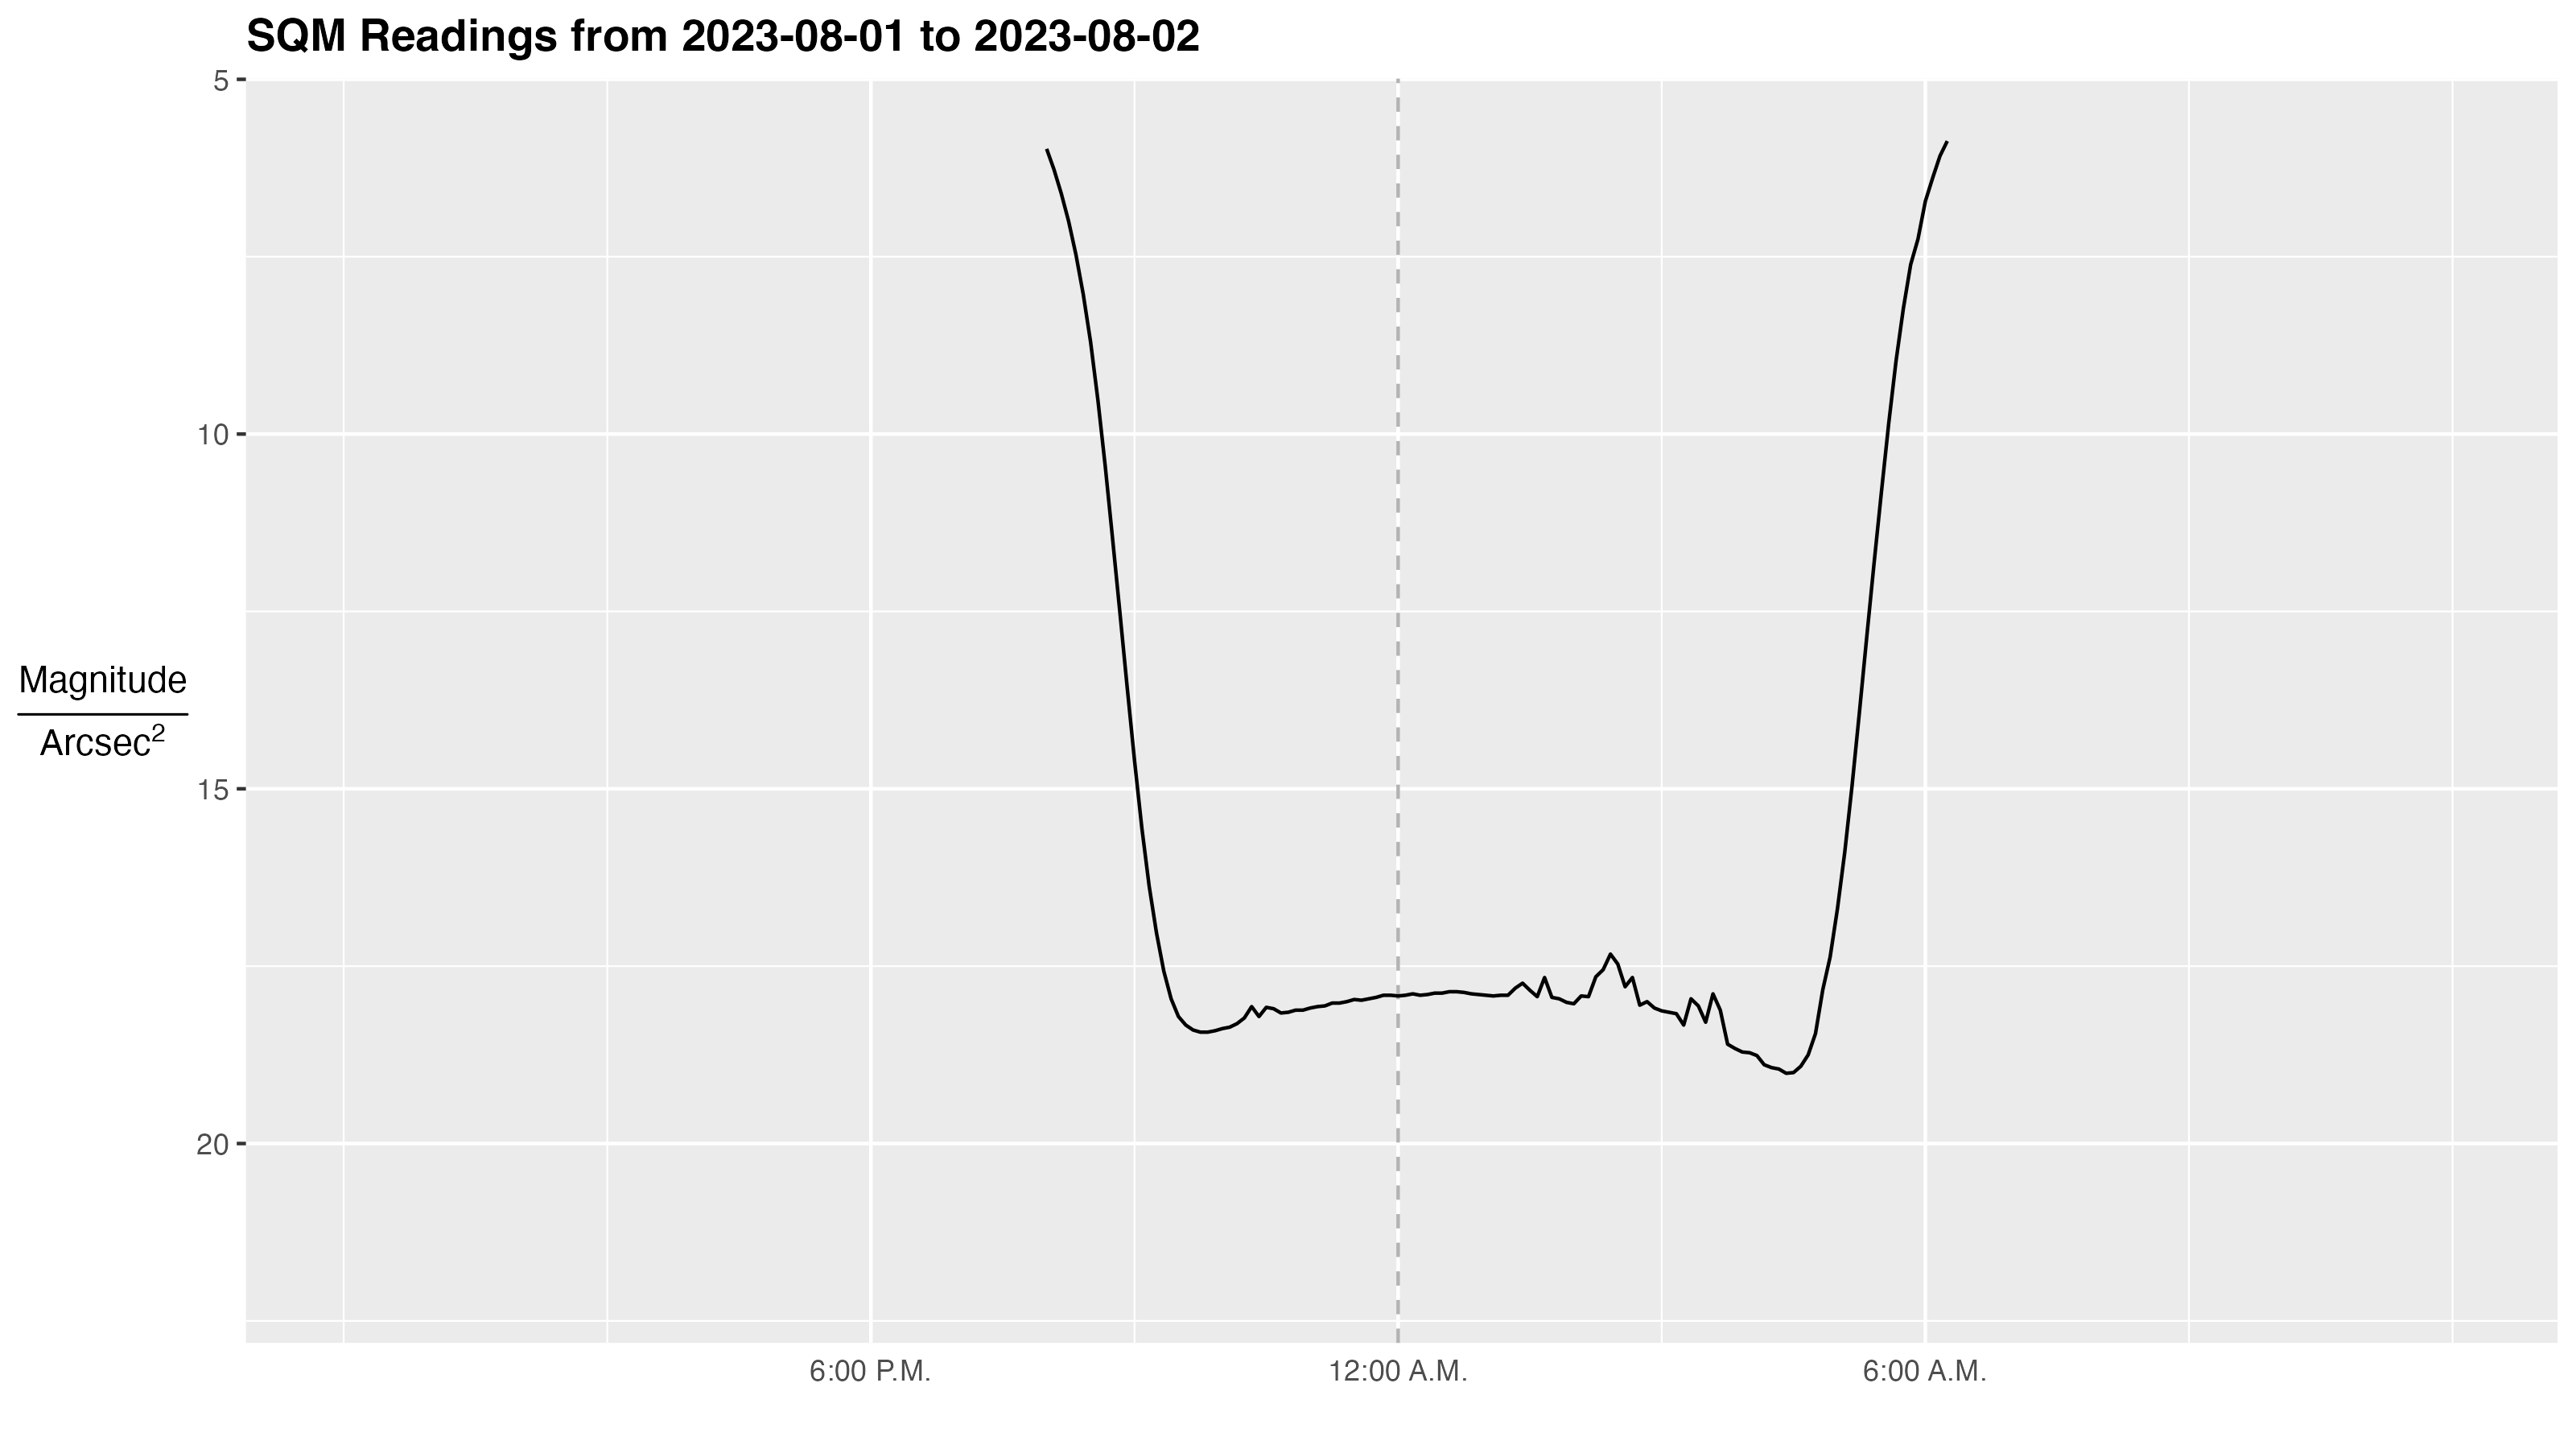 SQM Readings from 2023-08-01 to 2023-08-02
5
10
Magnitude
Arcsec²
15
20
6:00 P.M. 12:00 A.M. 6:00 A.M.